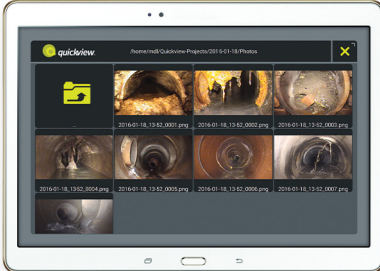 quickview.
/home/mdl/Quickview-Projects/2016-01-18/Photos
..
2016-01-18_13-52_0001.png
2016-01-18_13-52_0002.png
2016-01-18_13-52_0003.png
2016-01-18_13-52_0004.png
2016-01-18_13-52_0005.png
2016-01-18_13-52_0006.png
2016-01-18_13-52_0007.png